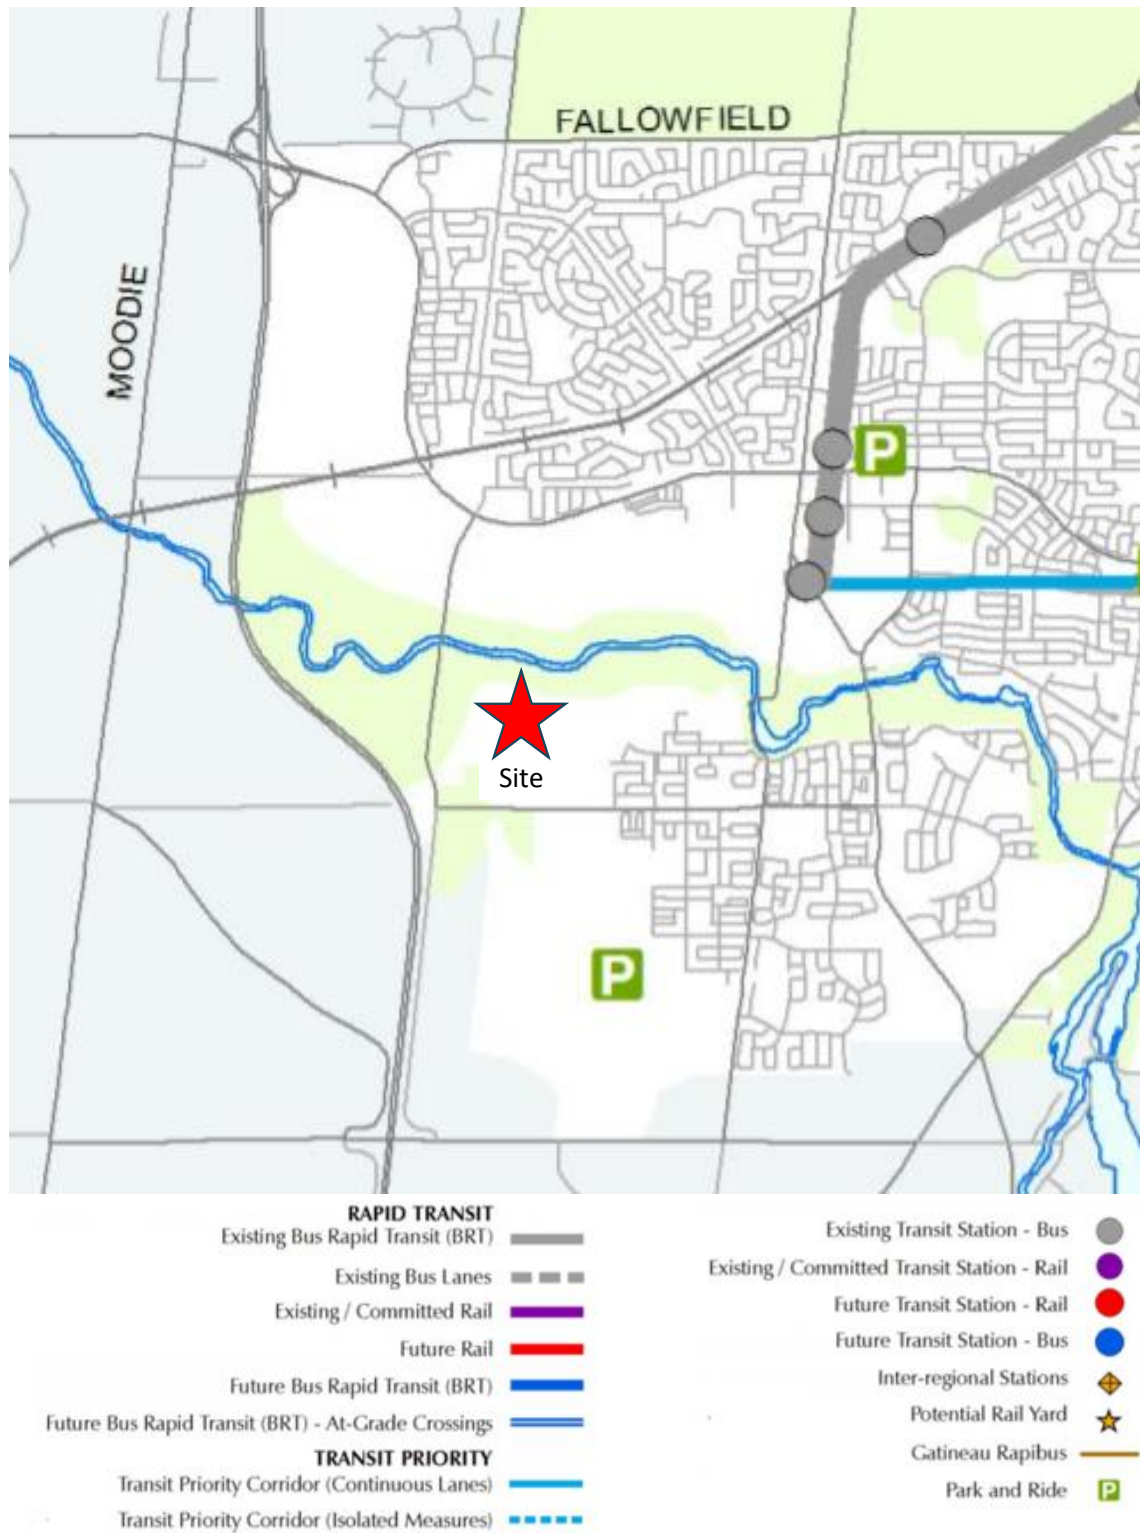 FALLOWFIELD
MOODIE
P
Site
P
RAPID TRANSIT
Existing Bus Rapid Transit (BRT)
Existing Bus Lanes
Existing / Committed Rail
Future Rail
Future Bus Rapid Transit (BRT)
Future Bus Rapid Transit (BRT) - At-Grade Crossings
TRANSIT PRIORITY
Transit Priority Corridor (Continuous Lanes)
Transit Priority Corridor (Isolated Measures)
Existing Transit Station - Bus
Existing / Committed Transit Station - Rail
Future Transit Station - Rail
Future Transit Station - Bus
Inter-regional Stations
Potential Rail Yard
Gatineau Rapibus
Park and Ride P